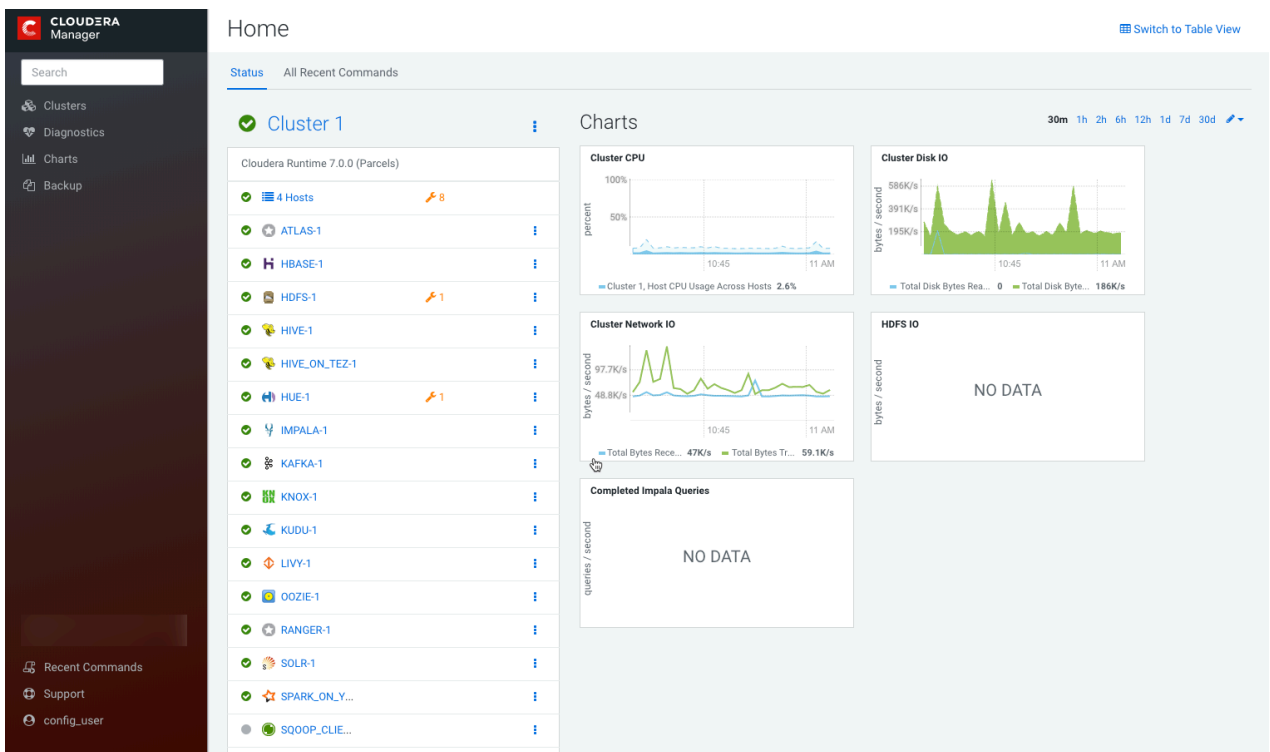 CLOUDERA
Manager
Search
Clusters
Diagnostics
Charts
Backup
Recent Commands
Support
config_user
Home
Switch to Table View
Status All Recent Commands
Cluster 1
Cloudera Runtime 7.0.0 (Parcels)
4 Hosts 8
ATLAS-1
HBASE-1
HDFS-1 1
HIVE-1
HIVE_ON_TEZ-1
HUE-1 1
IMPALA-1
KAFKA-1
KNOX-1
KUDU-1
LIVY-1
OOZIE-1
RANGER-1
SOLR-1
SPARK_ON_Y...
SQOOP_CLIE...
Charts
30m 1h 2h 6h 12h 1d 7d 30d
Cluster CPU
percent
100%
50%
10:45 11 AM
Cluster 1, Host CPU Usage Across Hosts 2.6%
Cluster Disk IO
bytes / second
586K/s
391K/s
195K/s
10:45 11 AM
Total Disk Bytes Rea... 0 Total Disk Byte... 186K/s
Cluster Network IO
bytes / second
97.7K/s
48.8K/s
10:45 11 AM
Total Bytes Rece... 47K/s Total Bytes Tr... 59.1K/s
HDFS IO
bytes / second
NO DATA
Completed Impala Queries
queries / second
NO DATA